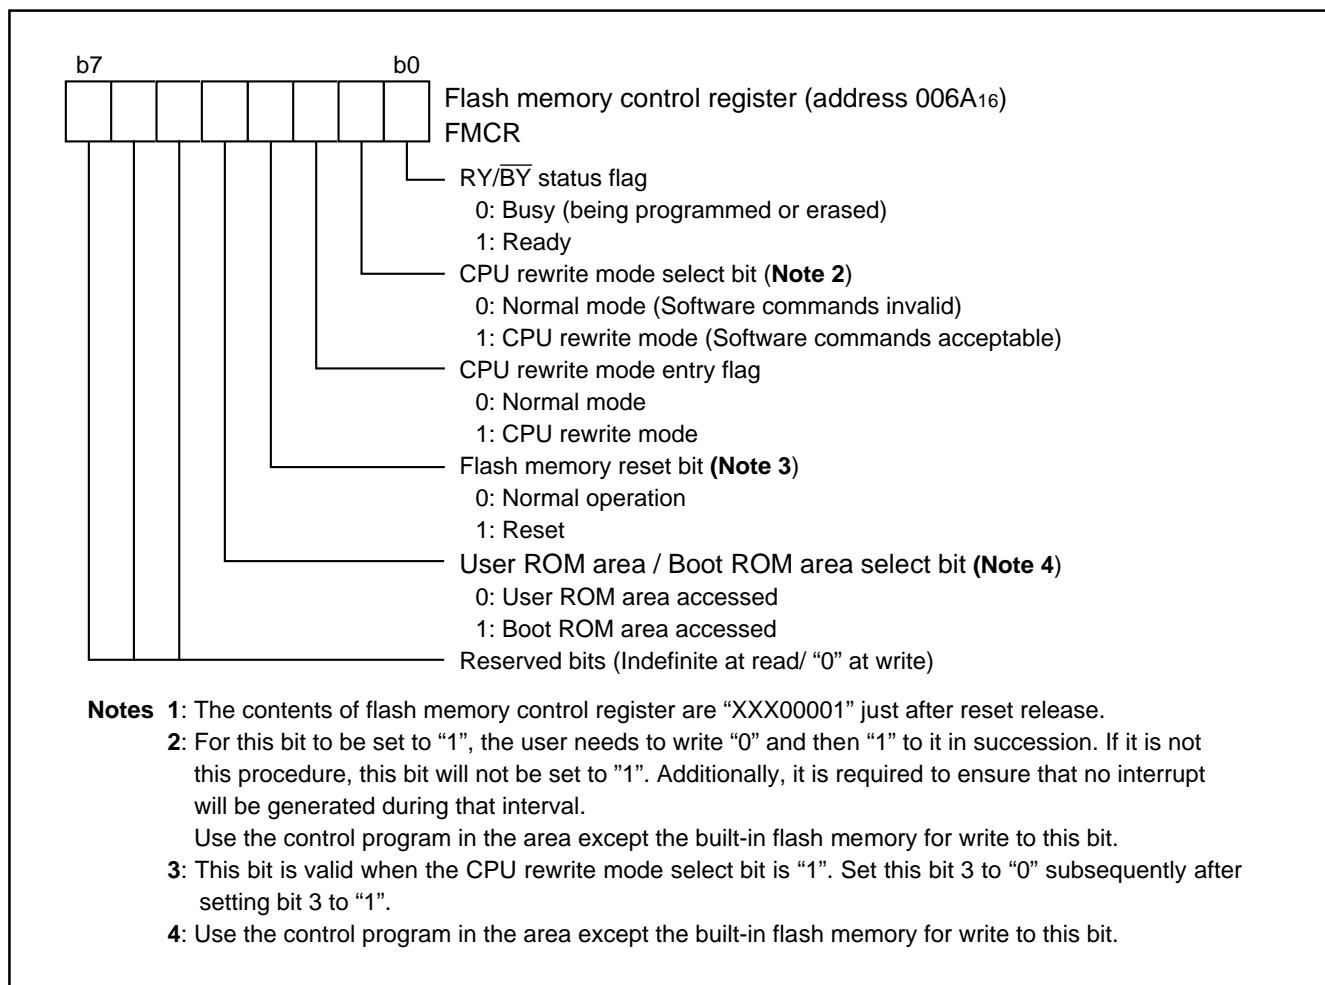 b7 b0
Flash memory control register (address 006A16)
FMCR
RY/BY status flag
0: Busy (being programmed or erased)
1: Ready
CPU rewrite mode select bit (Note 2)
0: Normal mode (Software commands invalid)
1: CPU rewrite mode (Software commands acceptable)
CPU rewrite mode entry flag
0: Normal mode
1: CPU rewrite mode
Flash memory reset bit (Note 3)
0: Normal operation
1: Reset
User ROM area / Boot ROM area select bit (Note 4)
0: User ROM area accessed
1: Boot ROM area accessed
Reserved bits (Indefinite at read/ “0” at write)
Notes 1: The contents of flash memory control register are “XXX00001” just after reset release.
2: For this bit to be set to “1”, the user needs to write “0” and then “1” to it in succession. If it is not
this procedure, this bit will not be set to ”1”. Additionally, it is required to ensure that no interrupt
will be generated during that interval.
Use the control program in the area except the built-in flash memory for write to this bit.
3: This bit is valid when the CPU rewrite mode select bit is “1”. Set this bit 3 to “0” subsequently after
setting bit 3 to “1”.
4: Use the control program in the area except the built-in flash memory for write to this bit.